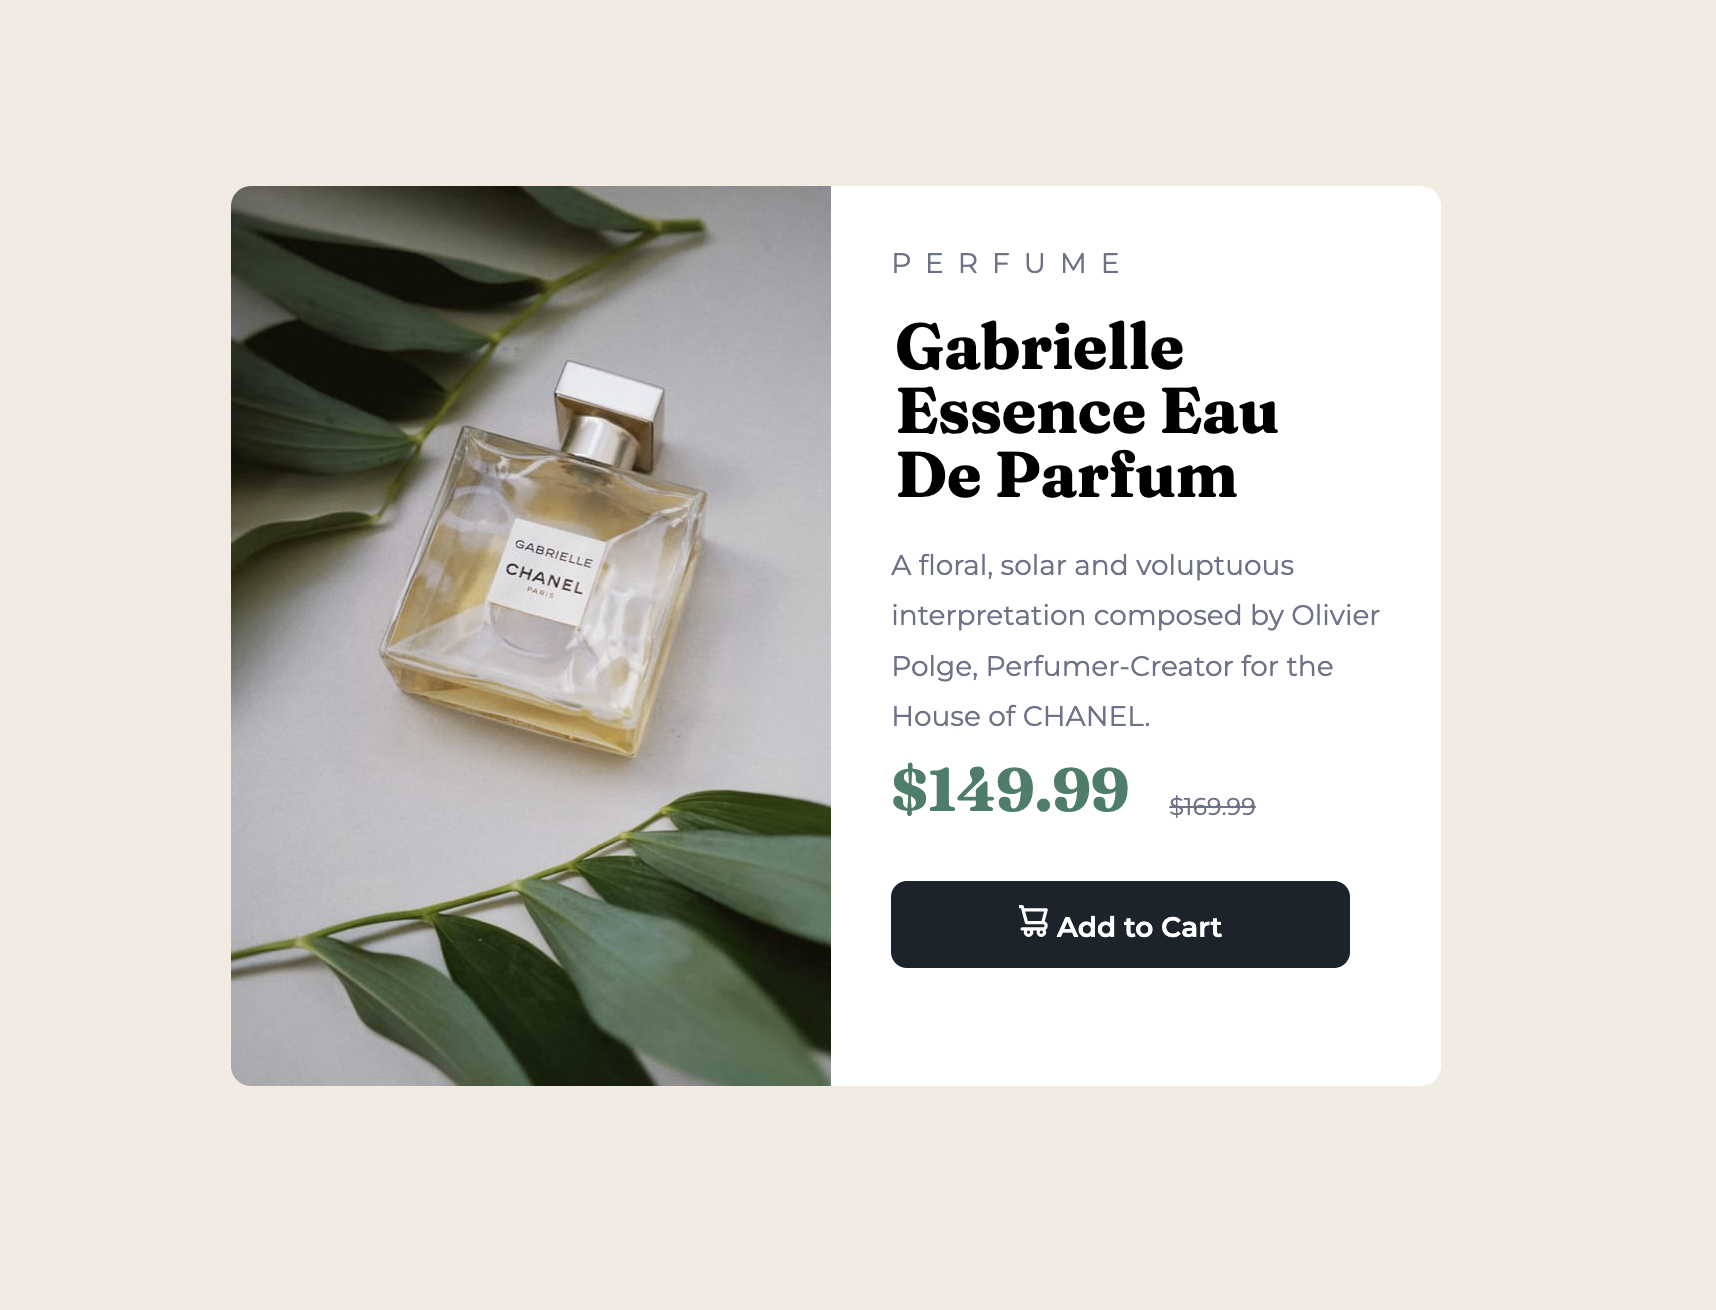 GABRIELLE
CHANEL
PARIS
PERFUME
Gabrielle
Essence Eau
De Parfum
A floral, solar and voluptuous
interpretation composed by Olivier
Polge, Perfumer-Creator for the
House of CHANEL.
$149.99 $169.99
Add to Cart